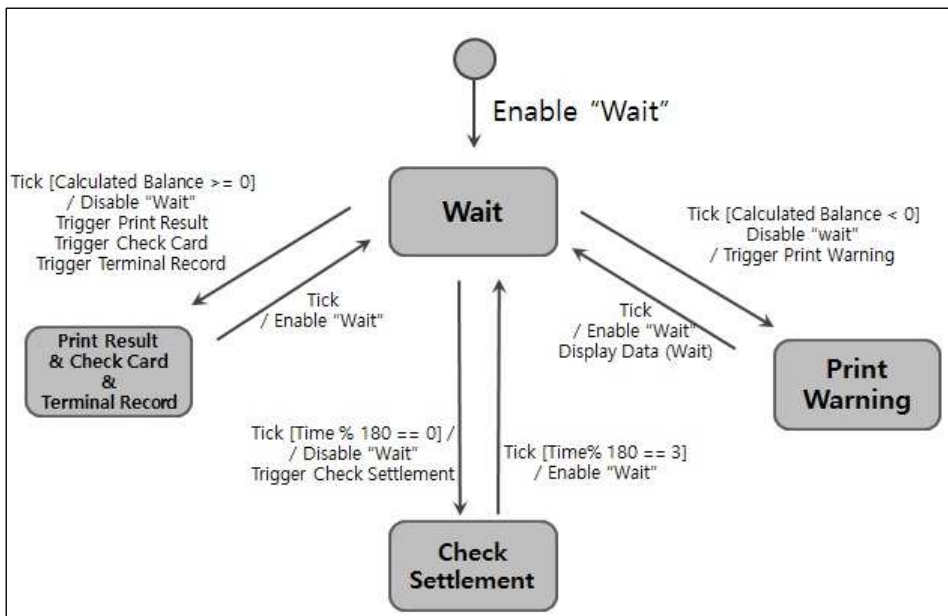 Enable “Wait”
Tick [Calculated Balance >= 0]
/ Disable “Wait”
Trigger Print Result
Trigger Check Card
Trigger Terminal Record
Wait
Tick [Calculated Balance < 0]
Disable “wait”
/ Trigger Print Warning
Tick
/ Enable “Wait”
Tick
/ Enable “Wait”
Display Data (Wait)
Print Result
& Check Card
&
Terminal Record
Print
Warning
Tick [Time % 180 == 0] /
/ Disable “Wait”
Trigger Check Settlement
Tick [Time% 180 == 3]
/ Enable “Wait”
Check
Settlement